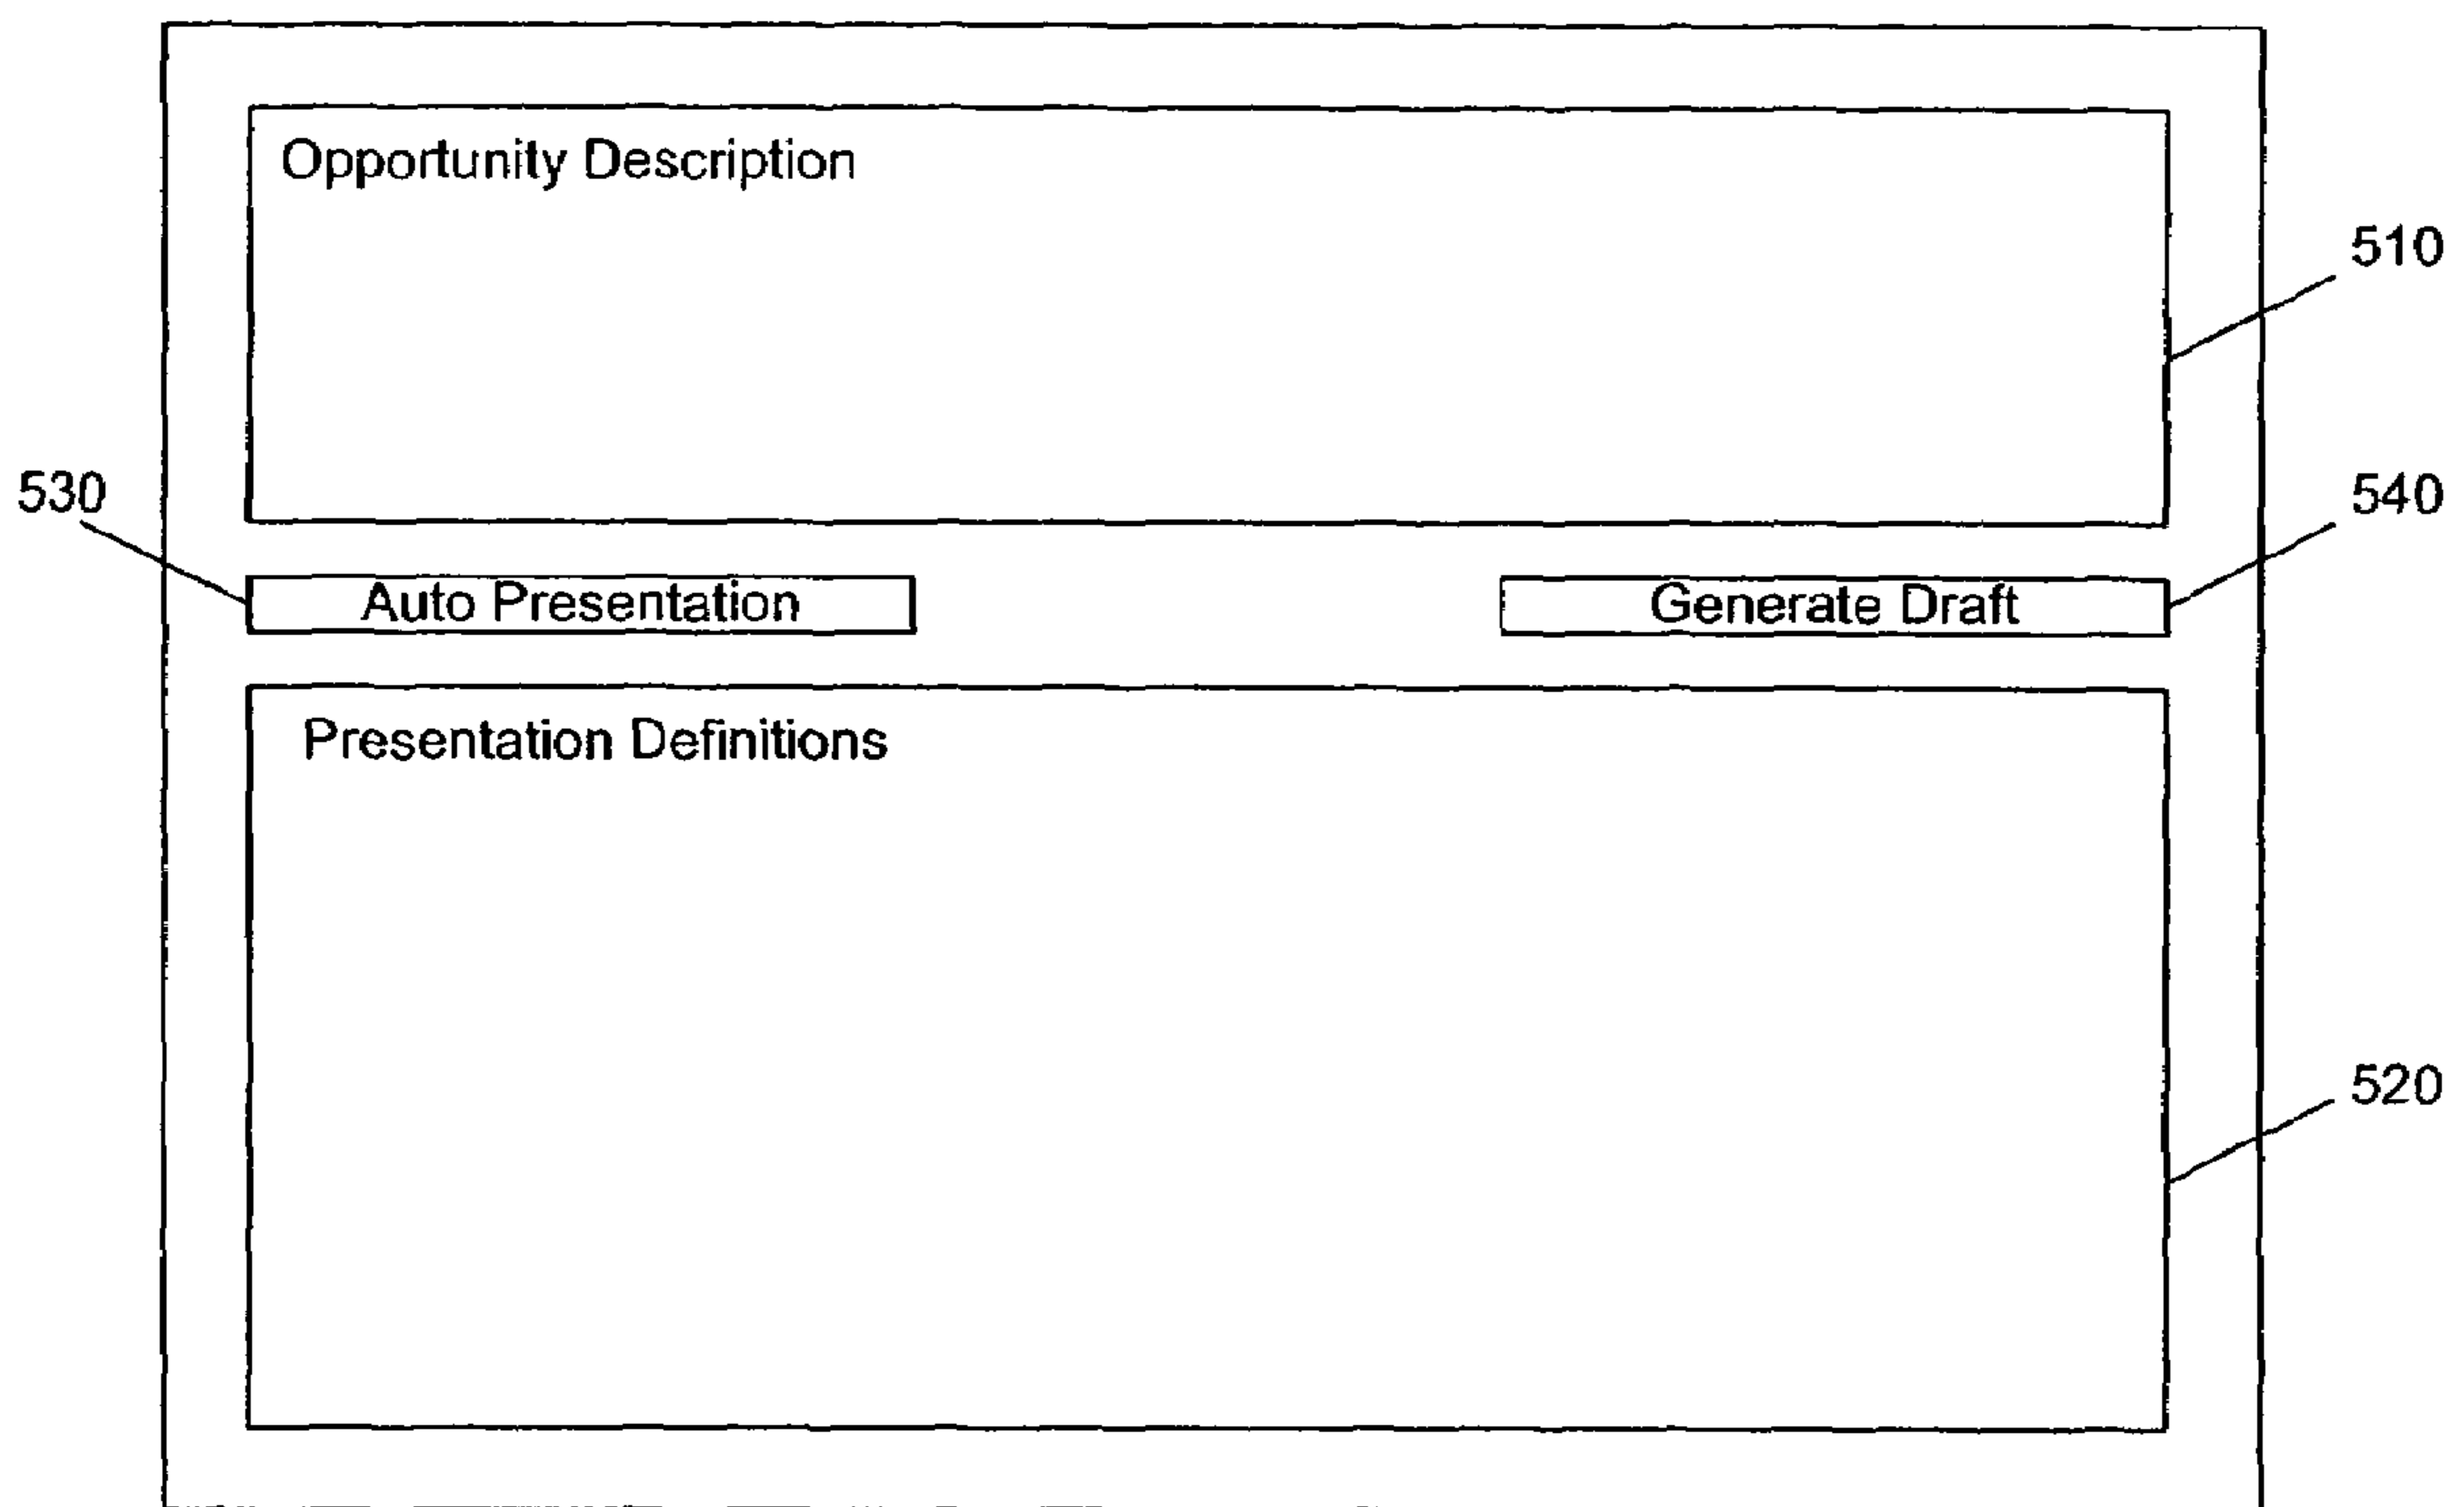 Opportunity Description
510
530
540
Auto Presentation
Generate Draft
Presentation Definitions
520